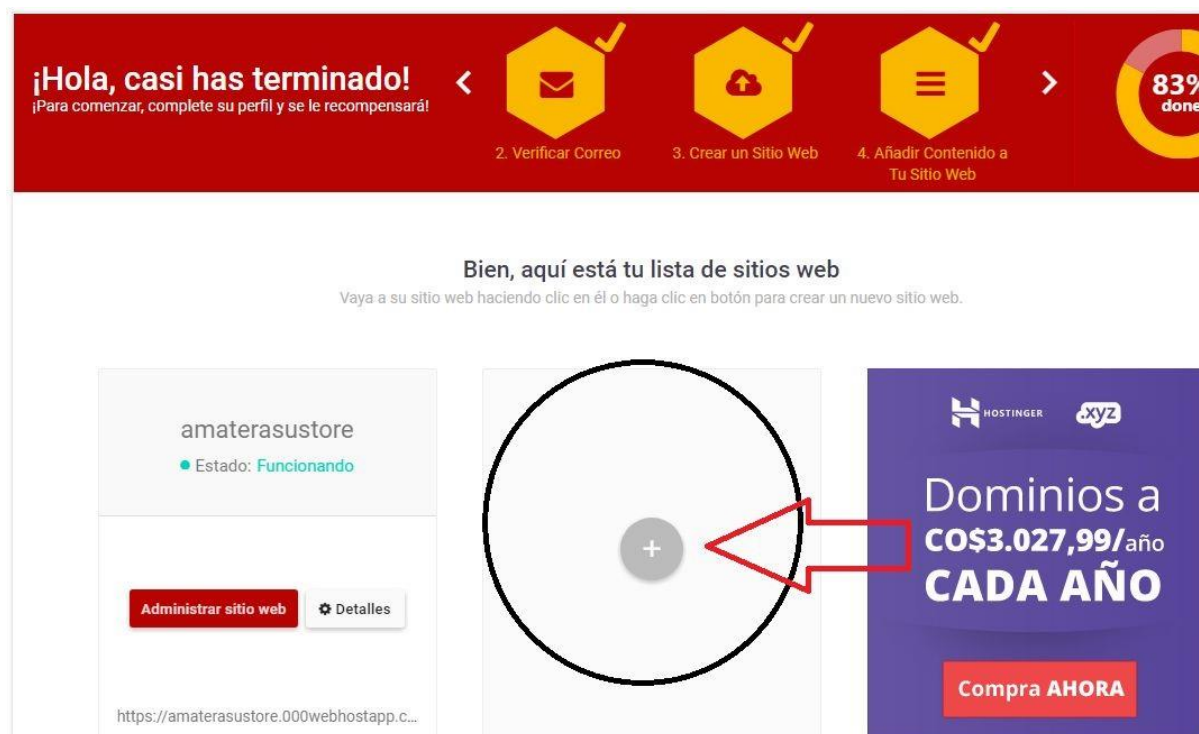 ¡Hola, casi has terminado!
¡Para comenzar, complete su perfil y se le recompensará!
2. Verificar Correo
3. Crear un Sitio Web
4. Añadir Contenido a
Tu Sitio Web
83%
done
Bien, aquí está tu lista de sitios web
Vaya a su sitio web haciendo clic en él o haga clic en botón para crear un nuevo sitio web.
amaterasustore
Estado: Funcionando
Administrar sitio web
Detalles
https://amaterasustore.000webhostapp.c...
HOSTINGER
.xyz
Dominios a
CO$3.027,99/año
CADA AÑO
Compra AHORA